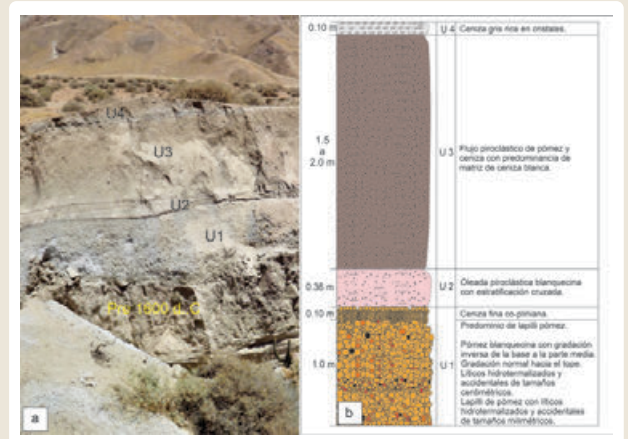 U4
U3
U2
U1
Pre 1600 d. C.
a
0.10 m
U 4
Ceniza gris rica en cristales.
1.5
a
2.0 m
U 3
Flujo piroclástico de pómez y
ceniza con predominancia de
matriz de ceniza blanca.
0.38 m
U 2
Oleada piroclástica blanquecina
con estratificación cruzada.
0.10 m
Ceniza fina co-pliniana.
1.0 m
U 1
Predominio de lapilli pómez.
Pómez blanquecina con gradación
inversa de la base a la parte media.
Gradación normal hacia el tope.
Líticos hidrotermalizados y
accidentales de tamaños
centimétricos.
Lapilli de pómez con líticos
hidrotermalizados y accidentales
de tamaños milimétricos.
b